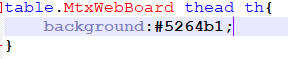 table.MtxWebBoard thead th{
background:#5264b1;
}